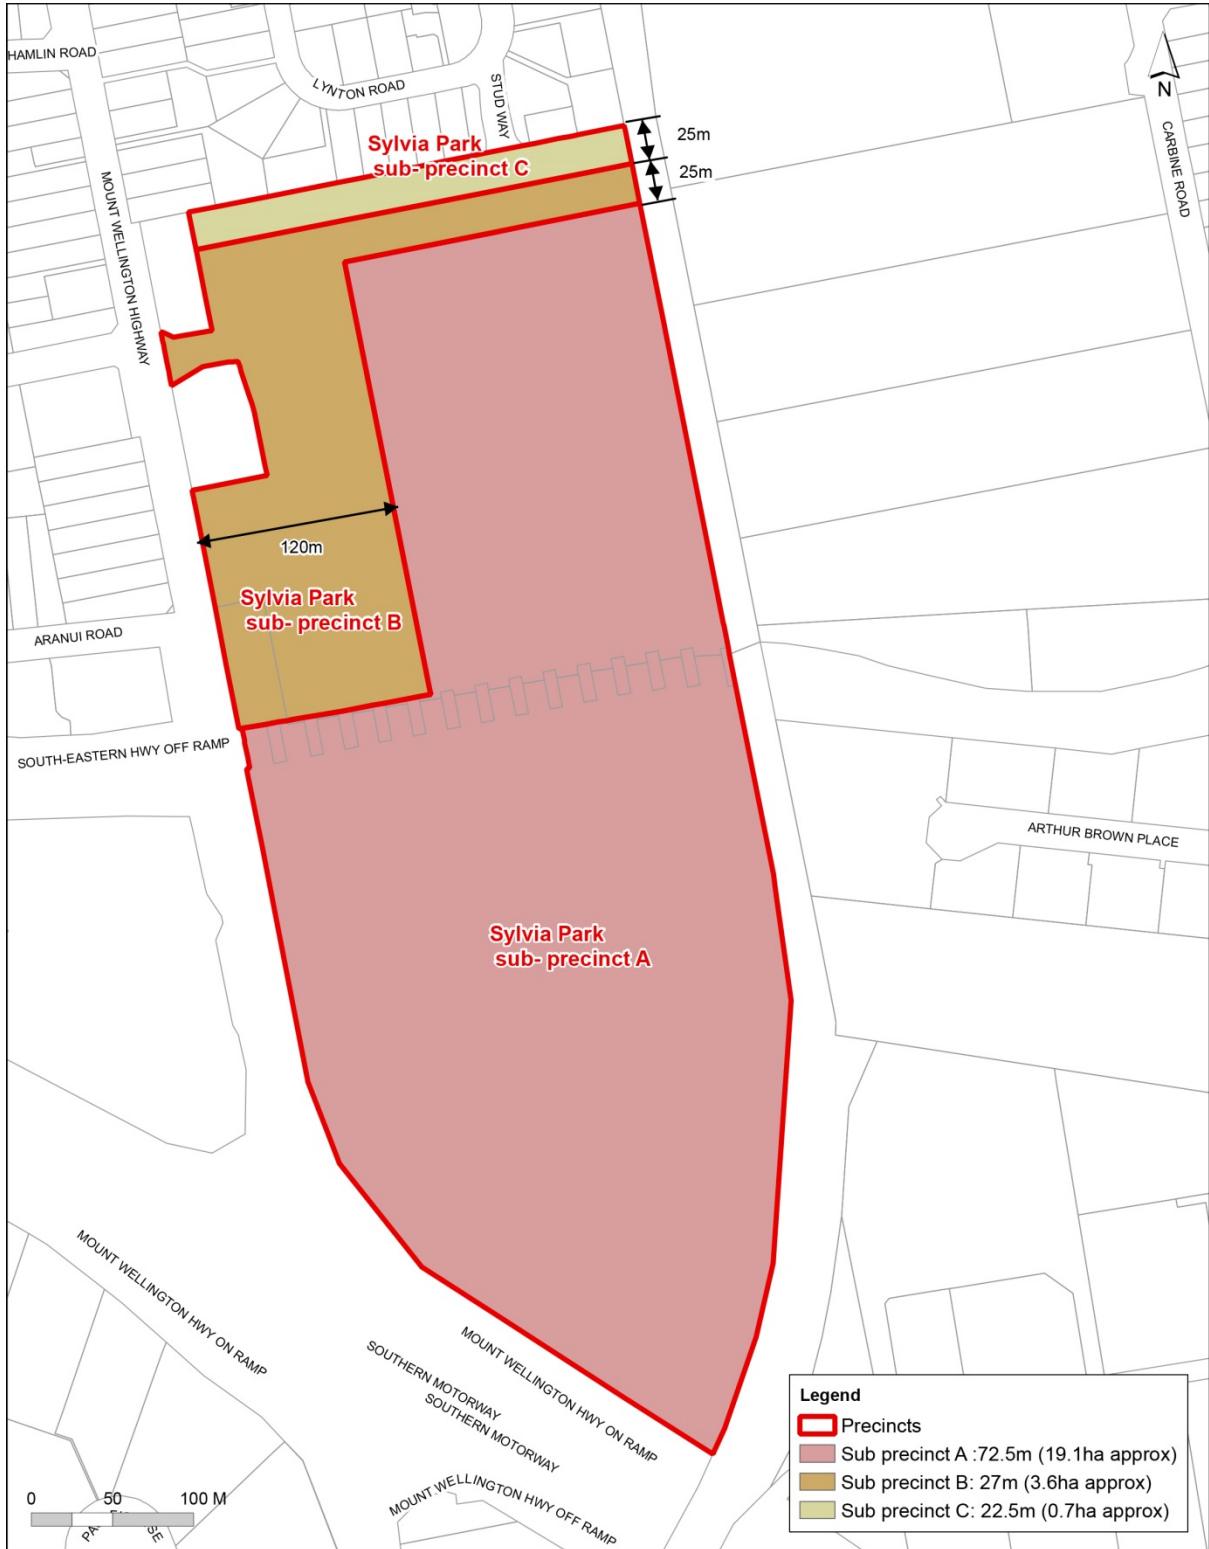 HAMLIN ROAD
LYNTON ROAD
STUD WAY
N
CARBINE ROAD
25m
25m
Sylvia Park
sub- precinct C
MOUNT WELLINGTON HIGHWAY
120m
Sylvia Park
sub- precinct B
ARANUI ROAD
SOUTH-EASTERN HWY OFF RAMP
ARTHUR BROWN PLACE
Sylvia Park
sub- precinct A
MOUNT WELLINGTON HWY ON RAMP
MOUNT WELLINGTON HWY ON RAMP
SOUTHERN MOTORWAY
SOUTHERN MOTORWAY
MOUNT WELLINGTON HWY OFF RAMP
Legend
Precincts
Sub precinct A :72.5m (19.1ha approx)
Sub precinct B: 27m (3.6ha approx)
Sub precinct C: 22.5m (0.7ha approx)
0 50 100 M